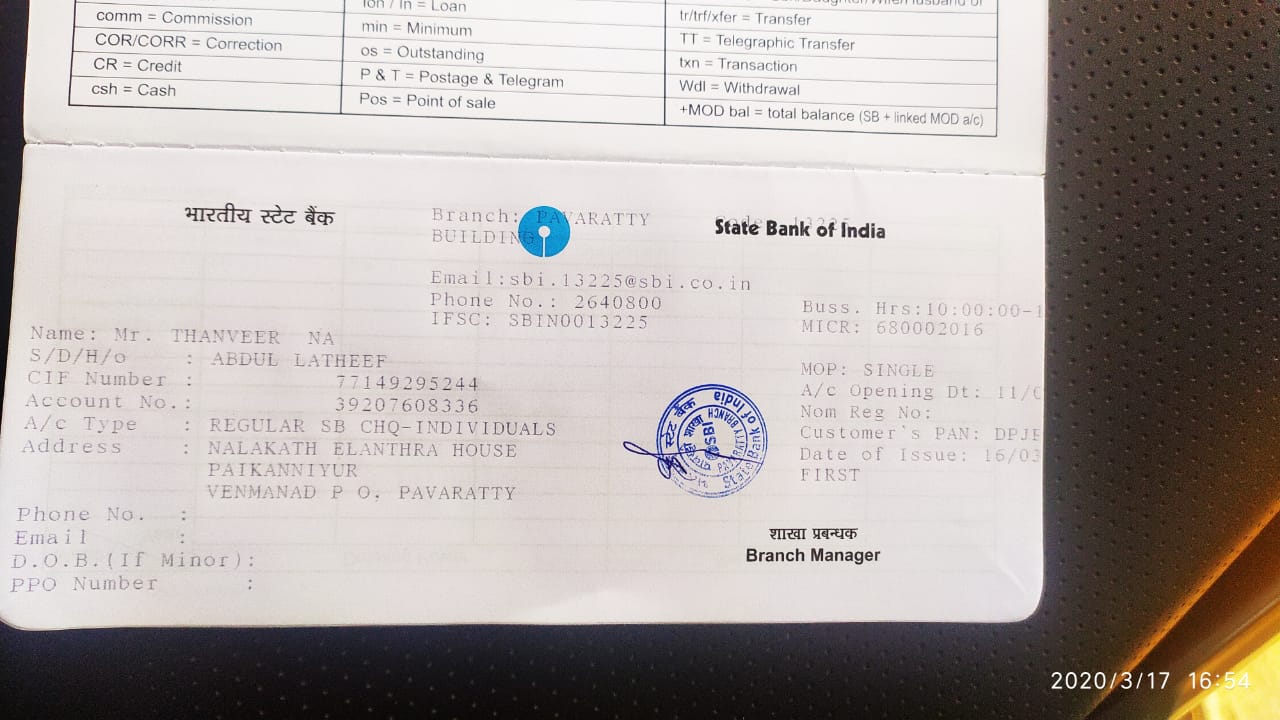 comm = Commission
COR/CORR = Correction
CR = Credit
csh = Cash
= Loan
min = Minimum
os = Outstanding
P & T = Postage & Telegram
Pos = Point of sale
tr/trf/xfer = Transfer
TT = Telegraphic Transfer
txn = Transaction
Wdl = Withdrawal
+MOD bal = total balance (SB + linked MOD a/c)
भारतीय स्टेट बैंक
Branch: PAVARATTY
BUILDING
Code: 13225
State Bank of India
Email:sbi.13225@sbi.co.in
Phone No.: 2640800
IFSC: SBIN0013225
Buss. Hrs:10:00:00-1
MICR: 680002016
Name: Mr. THANVEER NA
S/D/H/o : ABDUL LATHEEF
CIF Number : 77149295244
Account No.: 39207608336
A/c Type : REGULAR SB CHQ-INDIVIDUALS
Address : NALAKATH ELANTHRA HOUSE
PAIKANNIYUR
VENMANAD P O, PAVARATTY
Phone No. :
Email :
D.O.B.(If Minor):
PPO Number :
MOP: SINGLE
A/c Opening Dt: 11/0
Nom Reg No:
Customer`s PAN: DPJF
Date of Issue: 16/03
FIRST
भारतीय स्टेट बैंक
State Bank of India
PAVARATTY BRANCH
SBI
शाखा प्रबन्धक
Branch Manager
2020/3/17 16:54